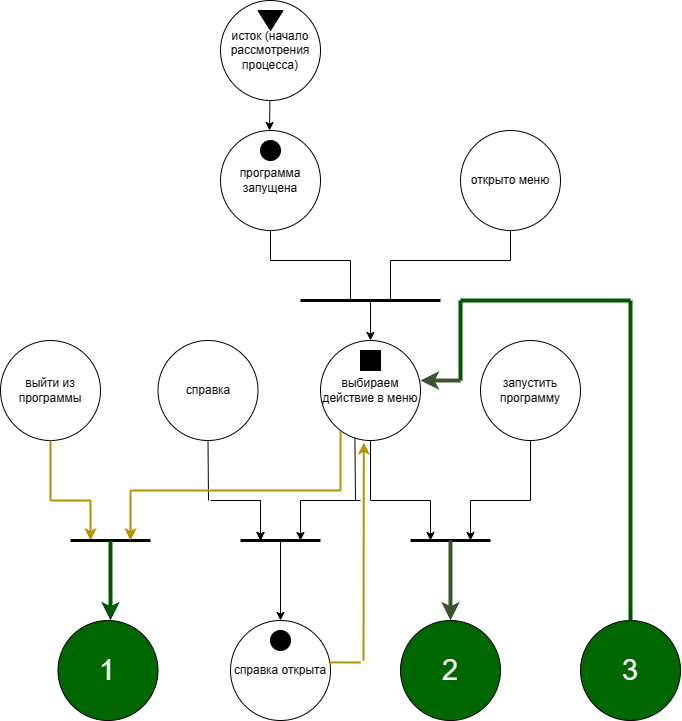 исток (начало
рассмотрения
процесса)
программа
запущена
открыто меню
выйти из
программы
справка
выбираем
действие в меню
запустить
программу
1
справка открыта
2
3